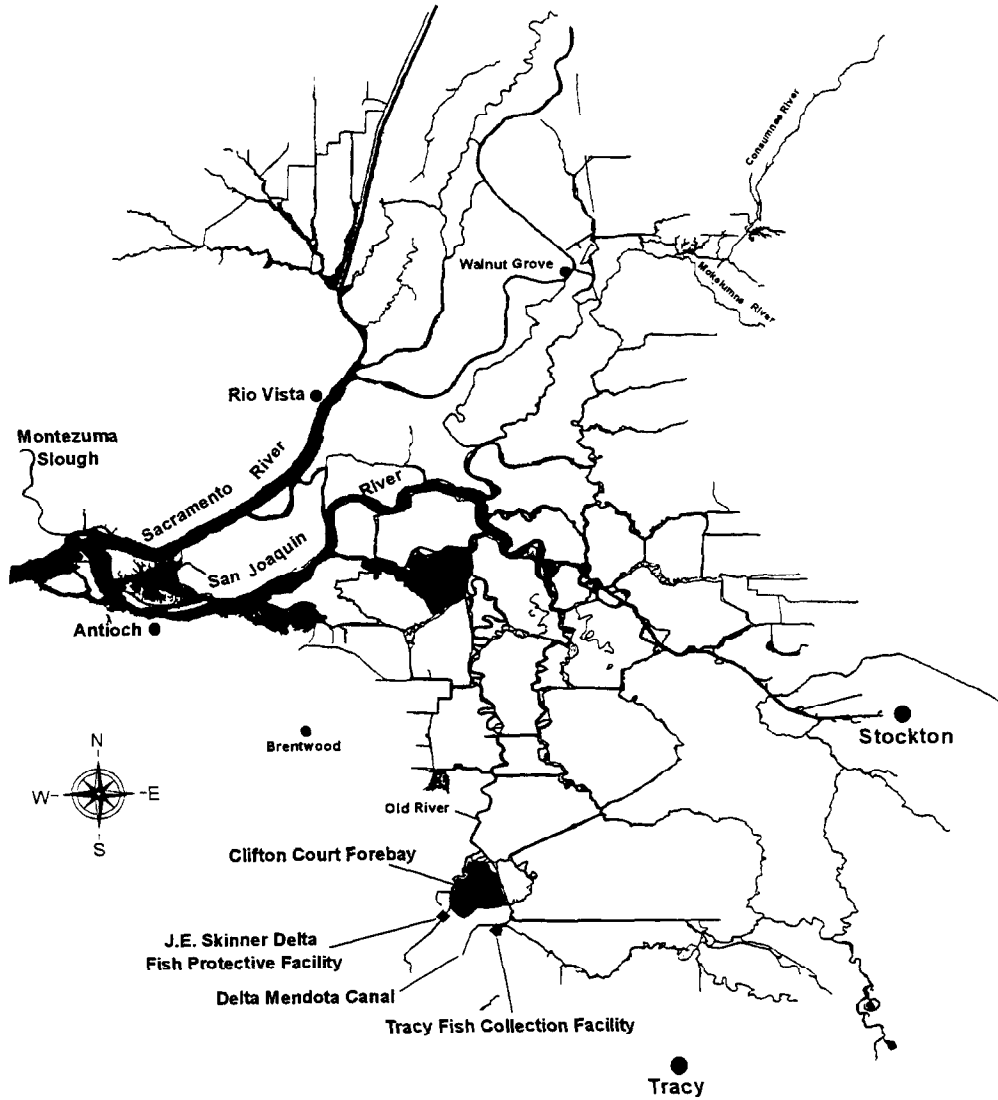 Consumnee River
Walnut Grove
Mokelumne River
Rio Vista
Montezuma
Slough
Sacramento River
River
San Joaquin
Antioch
Brentwood
Stockton
N
W
E
S
Old River
Clifton Court Forebay
J.E. Skinner Delta
Fish Protective Facility
Delta Mendota Canal
Tracy Fish Collection Facility
Tracy